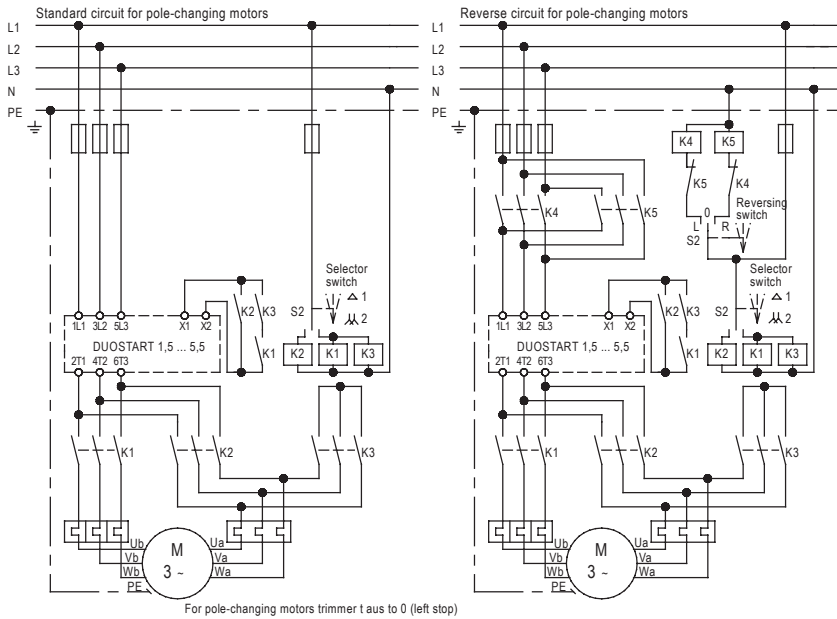 Standard circuit for pole-changing motors
L1
L2
L3
N
PE
S2
Selector switch
△ 1
2
K2 K3
K1
1L1 3L2 5L3 X1 X2
DUOSTART 1,5 ... 5,5
2T1 4T2 6T3
K2 K1 K3
K1 K2 K3
Ub Ua
Vb Va
Wb Wa
PE
M
3 ~
Reverse circuit for pole-changing motors
L1
L2
L3
N
PE
K4 K5
K5 K4
K4 K5
L 0 R
S2
Reversing switch
S2
Selector switch
△ 1
2
K2 K3
K1
1L1 3L2 5L3 X1 X2
DUOSTART 1,5 ... 5,5
2T1 4T2 6T3
K2 K1 K3
K1 K2 K3
Ub Ua
Vb Va
Wb Wa
PE
M
3 ~
For pole-changing motors trimmer t aus to 0 (left stop)